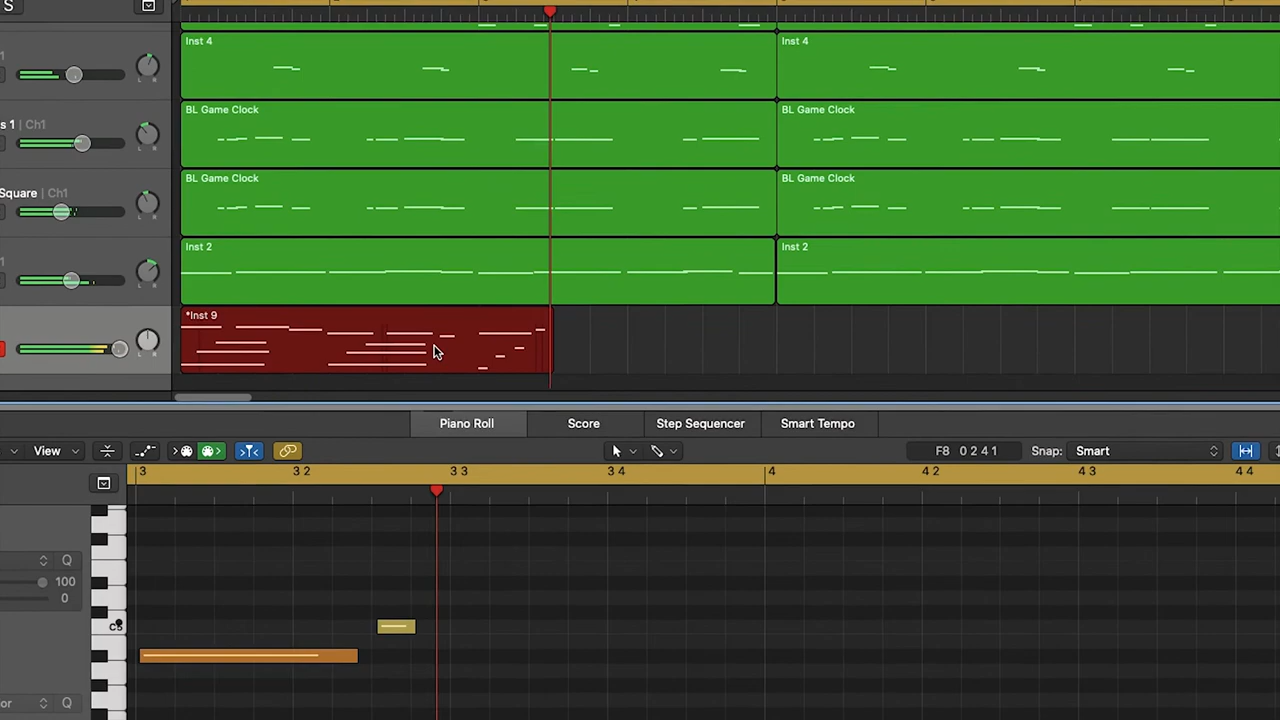 S
Inst 4
Inst 4
1
L R
BL Game Clock
BL Game Clock
s 1 | Ch1
L R
BL Game Clock
BL Game Clock
Square | Ch1
L R
Inst 2
Inst 2
1
L R
*Inst 9
L R
Piano Roll
Score
Step Sequencer
Smart Tempo
View
F8 0 2 4 1
Snap:
Smart
3
3 2
3 3
3 4
4
4 2
4 3
4 4
Q
100
0
C5
or
Q